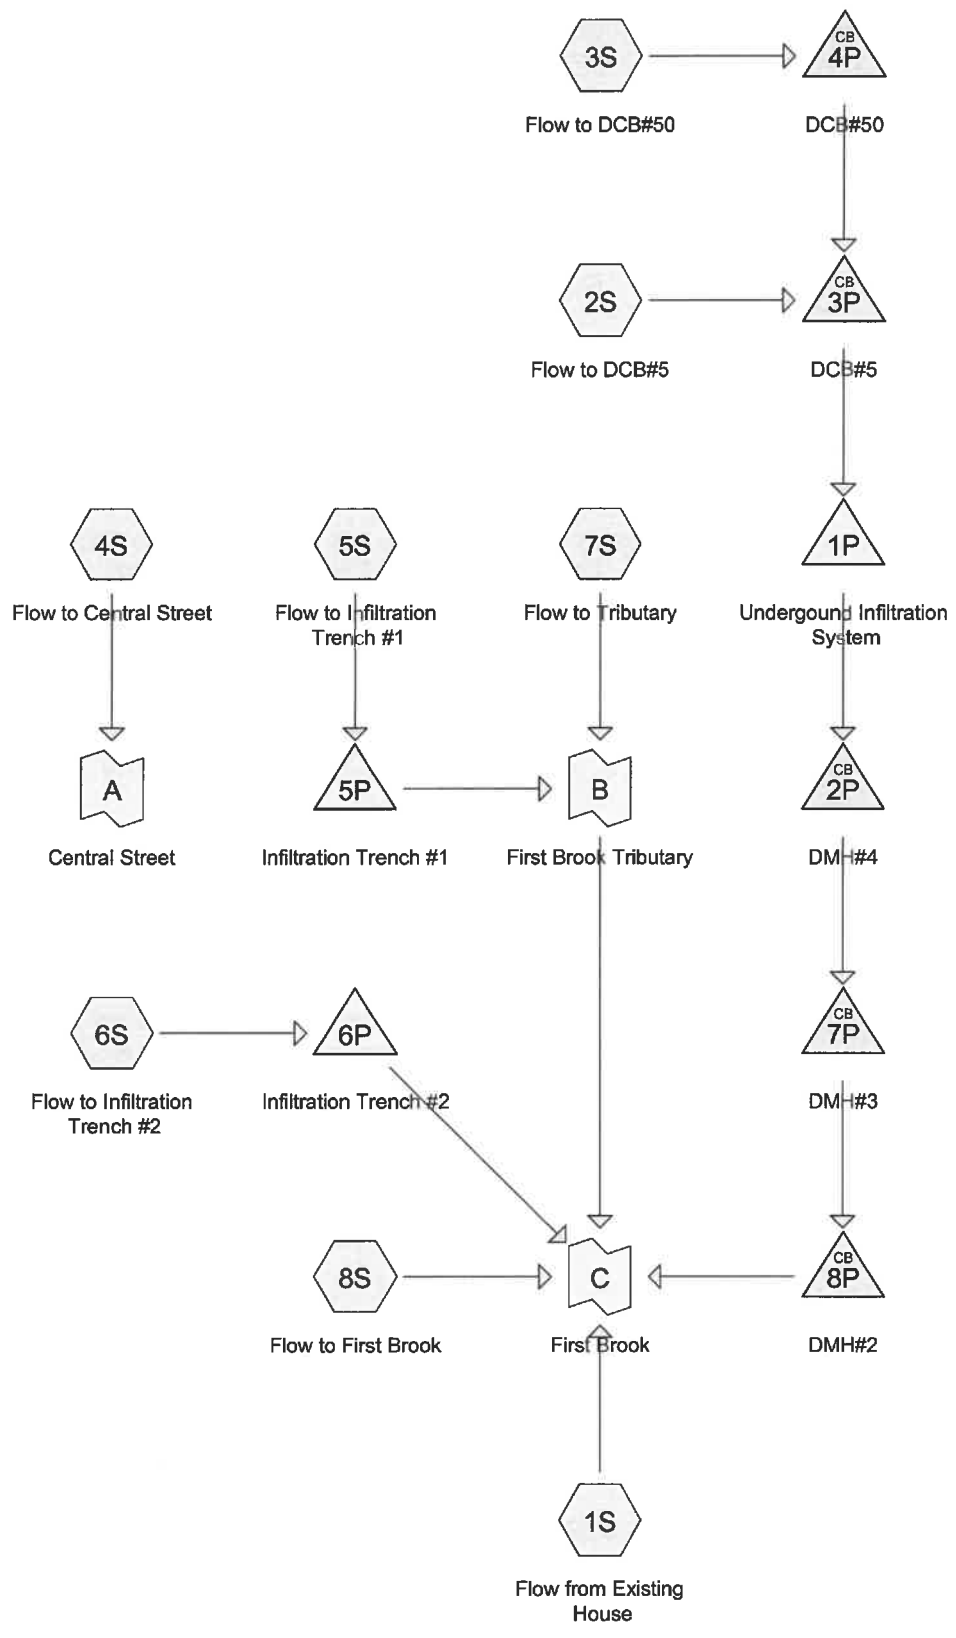 3S
CB
4P
Flow to DCB#50
DCB#50
2S
CB
3P
Flow to DCB#5
DCB#5
4S
5S
7S
1P
Flow to Central Street
Flow to Infiltration
Trench #1
Flow to Tributary
Undergound Infiltration
System
A
5P
B
CB
2P
Central Street
Infiltration Trench #1
First Brook Tributary
DMH#4
6S
6P
CB
7P
Flow to Infiltration
Trench #2
Infiltration Trench #2
DMH#3
8S
C
CB
8P
Flow to First Brook
First Brook
DMH#2
1S
Flow from Existing
House